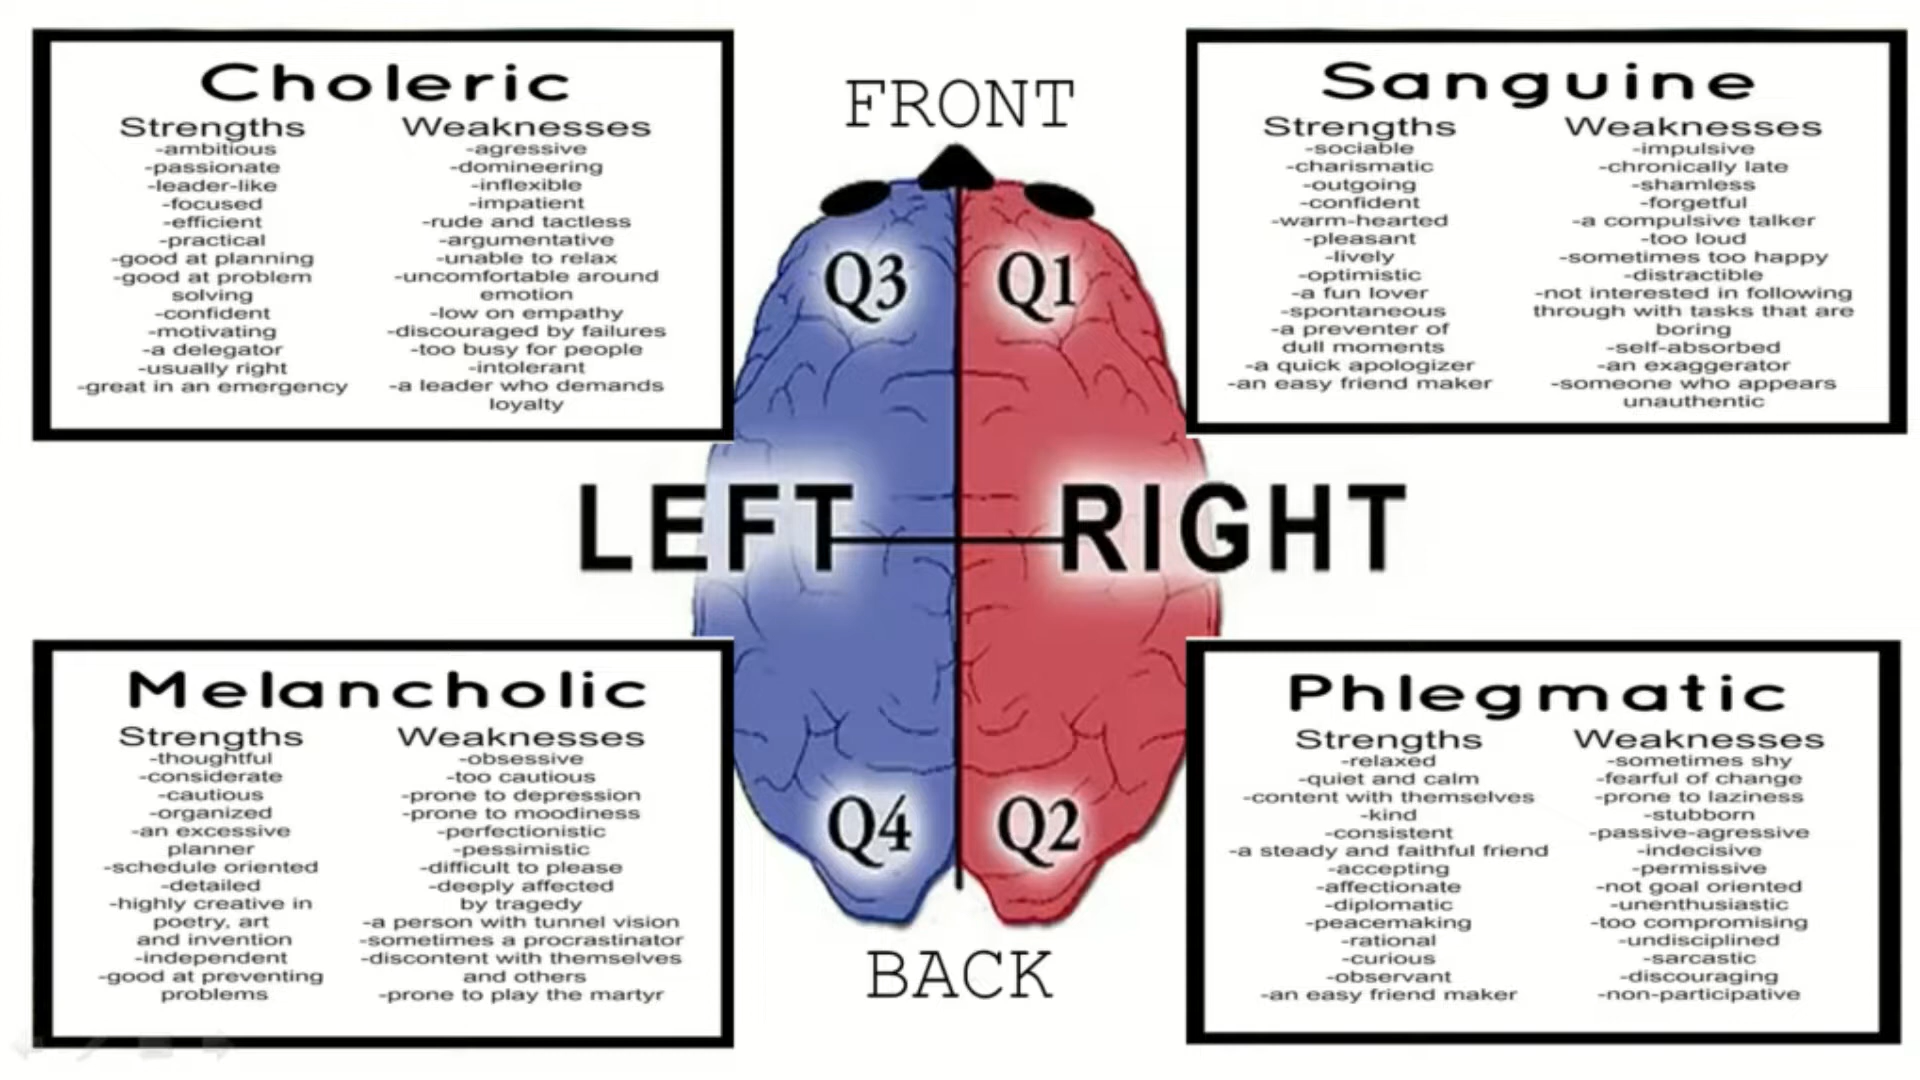 Choleric
Strengths
-ambitious
-passionate
-leader-like
-focused
-efficient
-practical
-good at planning
-good at problem
solving
-confident
-motivating
-a delegator
-usually right
-great in an emergency
Weaknesses
-agressive
-domineering
-inflexible
-impatient
-rude and tactless
-argumentative
-unable to relax
-uncomfortable around
emotion
-low on empathy
-discouraged by failures
-too busy for people
-intolerant
-a leader who demands
loyalty
FRONT
Sanguine
Strengths
-sociable
-charismatic
-outgoing
-confident
-warm-hearted
-pleasant
-lively
-optimistic
-a fun lover
-spontaneous
-a preventer of
dull moments
-a quick apologizer
-an easy friend maker
Weaknesses
-impulsive
-chronically late
-shamless
-forgetful
-a compulsive talker
-too loud
-sometimes too happy
-distractible
-not interested in following
through with tasks that are
boring
-self-absorbed
-an exaggerator
-someone who appears
unauthentic
Q3
Q1
LEFT
RIGHT
Melancholic
Strengths
-thoughtful
-considerate
-cautious
-organized
-an excessive
planner
-schedule oriented
-detailed
-highly creative in
poetry, art
and invention
-independent
-good at preventing
problems
Weaknesses
-obsessive
-too cautious
-prone to depression
-prone to moodiness
-perfectionistic
-pessimistic
-difficult to please
-deeply affected
by tragedy
-a person with tunnel vision
-sometimes a procrastinator
-discontent with themselves
and others
-prone to play the martyr
Q4
Q2
BACK
Phlegmatic
Strengths
-relaxed
-quiet and calm
-content with themselves
-kind
-consistent
-a steady and faithful friend
-accepting
-affectionate
-diplomatic
-peacemaking
-rational
-curious
-observant
-an easy friend maker
Weaknesses
-sometimes shy
-fearful of change
-prone to laziness
-stubborn
-passive-agressive
-indecisive
-permissive
-not goal oriented
-unenthusiastic
-too compromising
-undisciplined
-sarcastic
-discouraging
-non-participative